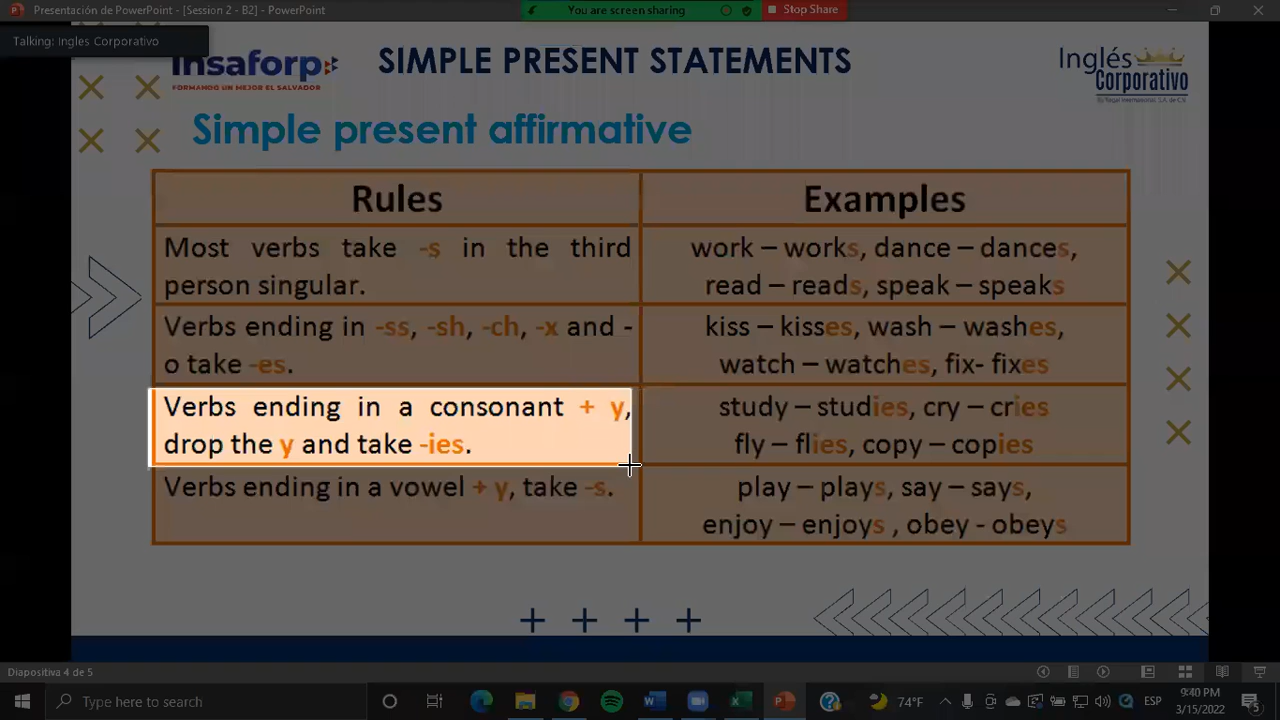 Presentación de PowerPoint - [Session 2 - B2] - PowerPoint
You are screen sharing
Stop Share
Talking: Ingles Corporativo
Insaforp
FORMANDO UN MEJOR EL SALVADOR
SIMPLE PRESENT STATEMENTS
Inglés
Corporativo
By Regal International, S.A. de C.V.
Simple present affirmative
Rules
Examples
Most verbs take -s in the third
person singular.
work – works, dance – dances,
read – reads, speak – speaks
Verbs ending in -ss, -sh, -ch, -x and -
o take -es.
kiss – kisses, wash – washes,
watch – watches, fix- fixes
Verbs ending in a consonant + y,
drop the y and take -ies.
study – studies, cry – cries
fly – flies, copy – copies
Verbs ending in a vowel + y, take -s.
play – plays, say – says,
enjoy – enjoys , obey - obeys
Diapositiva 4 de 5
Type here to search
74°F
ESP
9:40 PM
3/15/2022
5